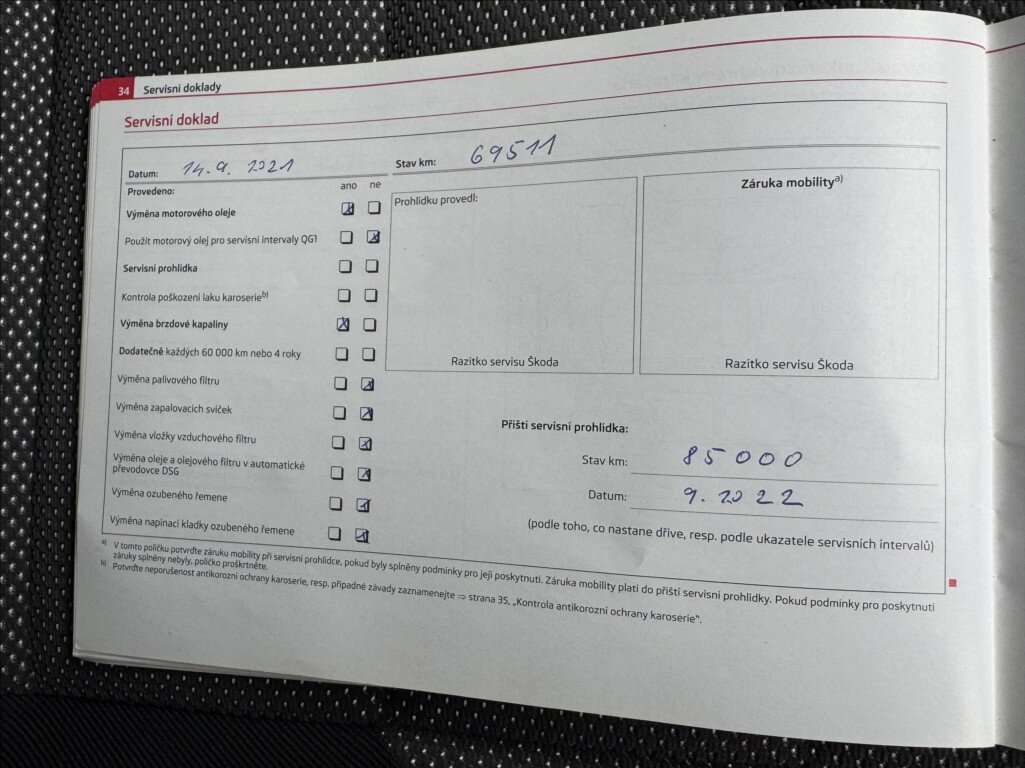 34 Servisní doklady
Servisní doklad
Datum: 14.9. 2021 Stav km: 69511
Provedeno: ano ne
Výměna motorového oleje
Použit motorový olej pro servisní intervaly QG1
Servisní prohlídka
Kontrola poškození laku karoserieb)
Výměna brzdové kapaliny
Dodatečně každých 60 000 km nebo 4 roky
Výměna palivového filtru
Výměna zapalovacích svíček
Výměna vložky vzduchového filtru
Výměna oleje a olejového filtru v automatické
převodovce DSG
Výměna ozubeného řemene
Výměna napínací kladky ozubeného řemene
Prohlídku provedl:
Razítko servisu Škoda
Záruka mobilitya)
Razítko servisu Škoda
Příští servisní prohlídka:
Stav km: 85000
Datum: 9. 2022
(podle toho, co nastane dříve, resp. podle ukazatele servisních intervalů)
a) V tomto políčku potvrďte záruku mobility při servisní prohlídce, pokud byly splněny podmínky pro její poskytnutí. Záruka mobility platí do příští servisní prohlídky. Pokud podmínky pro poskytnutí
záruky splněny nebyly, políčko proškrtněte.
b) Potvrďte neporušenost antikorozní ochrany karoserie, resp. případné závady zaznamenejte ⇒ strana 35, „Kontrola antikorozní ochrany karoserie“.